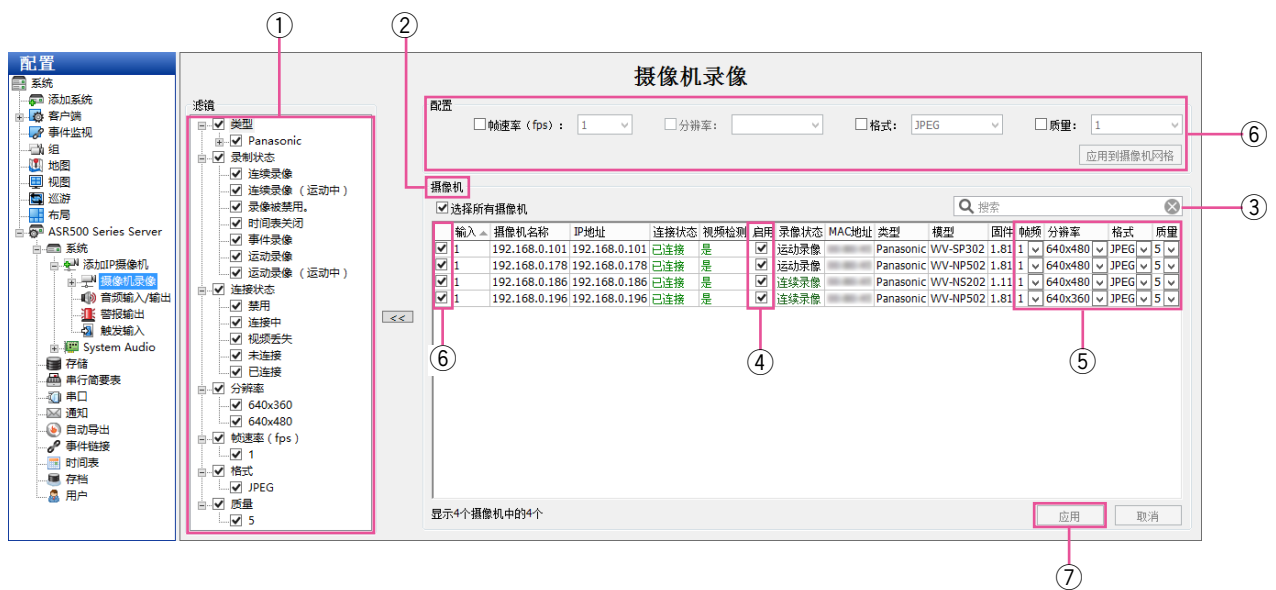 ① ②
配置
系统
添加系统
客户端
事件监视
组
地图
视图
巡游
布局
ASR500 Series Server
系统
添加IP摄像机
摄像机录像
音频输入/输出
警报输出
触发输入
System Audio
存储
串行简要表
串口
通知
自动导出
事件链接
时间表
存档
用户
滤镜
类型
Panasonic
录制状态
连续录像
连续录像 ( 运动中 )
录像被禁用。
时间表关闭
事件录像
运动录像
运动录像 ( 运动中 )
连接状态
禁用
连接中
视频丢失
未连接
已连接
分辨率
640x360
640x480
帧速率 ( fps )
1
格式
JPEG
质量
5
<<
摄像机录像
配置
帧速率 (fps) : 1 分辨率: 格式: JPEG 质量: 1
应用到摄像机网格
⑥
摄像机
选择所有摄像机 搜索
③
输入 摄像机名称 IP地址 连接状态 视频检测 启用 录像状态 MAC地址 类型 模型 固件 帧频 分辨率 格式 质量
1 192.168.0.101 192.168.0.101 已连接 是 运动录像 Panasonic WV-SP302 1.81 1 640x480 JPEG 5
1 192.168.0.178 192.168.0.178 已连接 是 运动录像 Panasonic WV-NP502 1.81 1 640x480 JPEG 5
1 192.168.0.186 192.168.0.186 已连接 是 连续录像 Panasonic WV-NS202 1.11 1 640x480 JPEG 5
1 192.168.0.196 192.168.0.196 已连接 是 连续录像 Panasonic WV-NP502 1.81 1 640x360 JPEG 5
⑥ ④ ⑤
显示4个摄像机中的4个
应用 取消
⑦